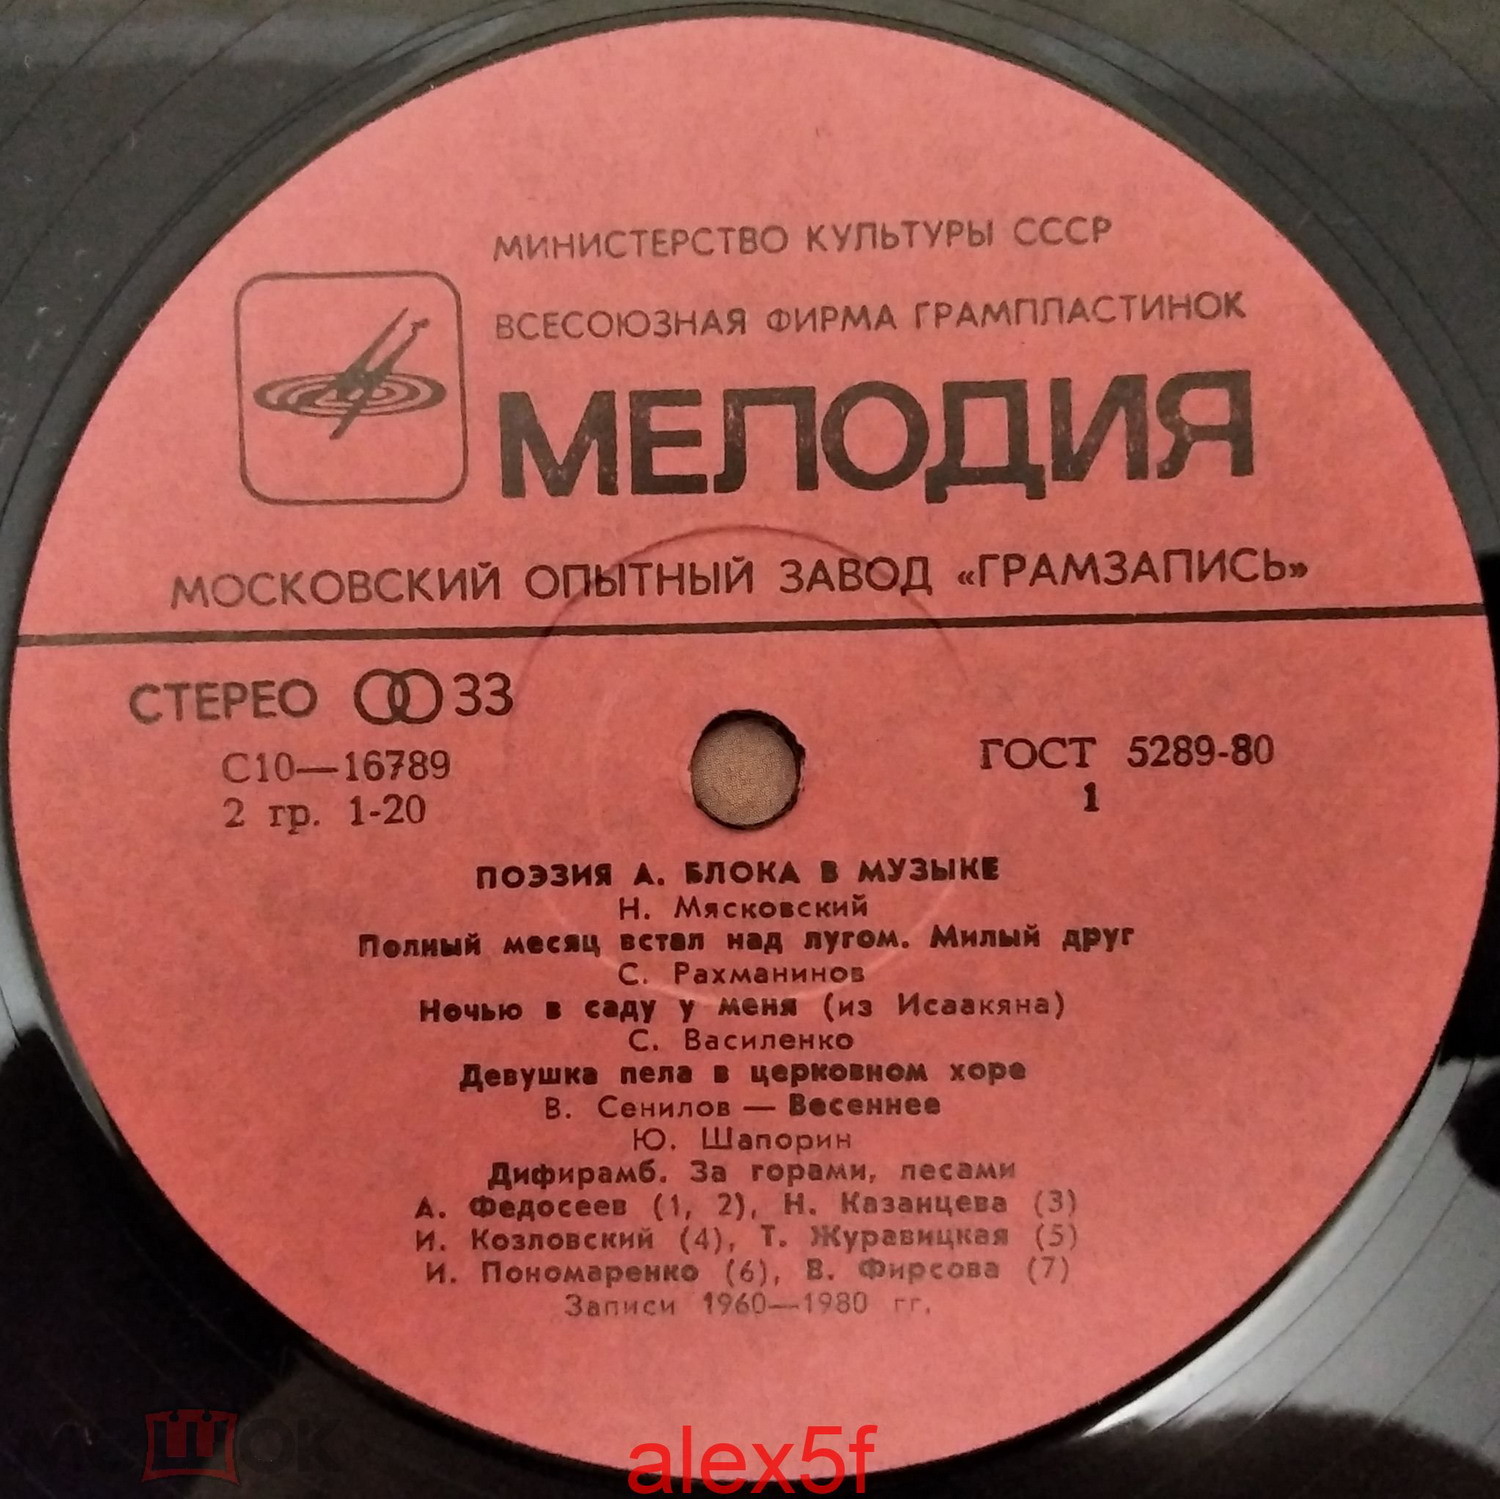 МИНИСТЕРСТВО КУЛЬТУРЫ СССР
ВСЕСОЮЗНАЯ ФИРМА ГРАМПЛАСТИНОК
МЕЛОДИЯ
МОСКОВСКИЙ ОПЫТНЫЙ ЗАВОД «ГРАМЗАПИСЬ»
СТЕРЕО 33
С10—16789
2 гр. 1-20
ГОСТ 5289-80
1
ПОЭЗИЯ А. БЛОКА В МУЗЫКЕ
Н. Мясковский
Полный месяц встал над лугом. Милый друг
С. Рахманинов
Ночью в саду у меня (из Исаакяна)
С. Василенко
Девушка пела в церковном хоре
В. Сенилов — Весеннее
Ю. Шапорин
Дифирамб. За горами, лесами
А. Федосеев (1, 2), Н. Казанцева (3)
И. Козловский (4), Т. Журавицкая (5)
И. Пономаренко (6), В. Фирсова (7)
Записи 1960—1980 гг.
мешок
alex5f